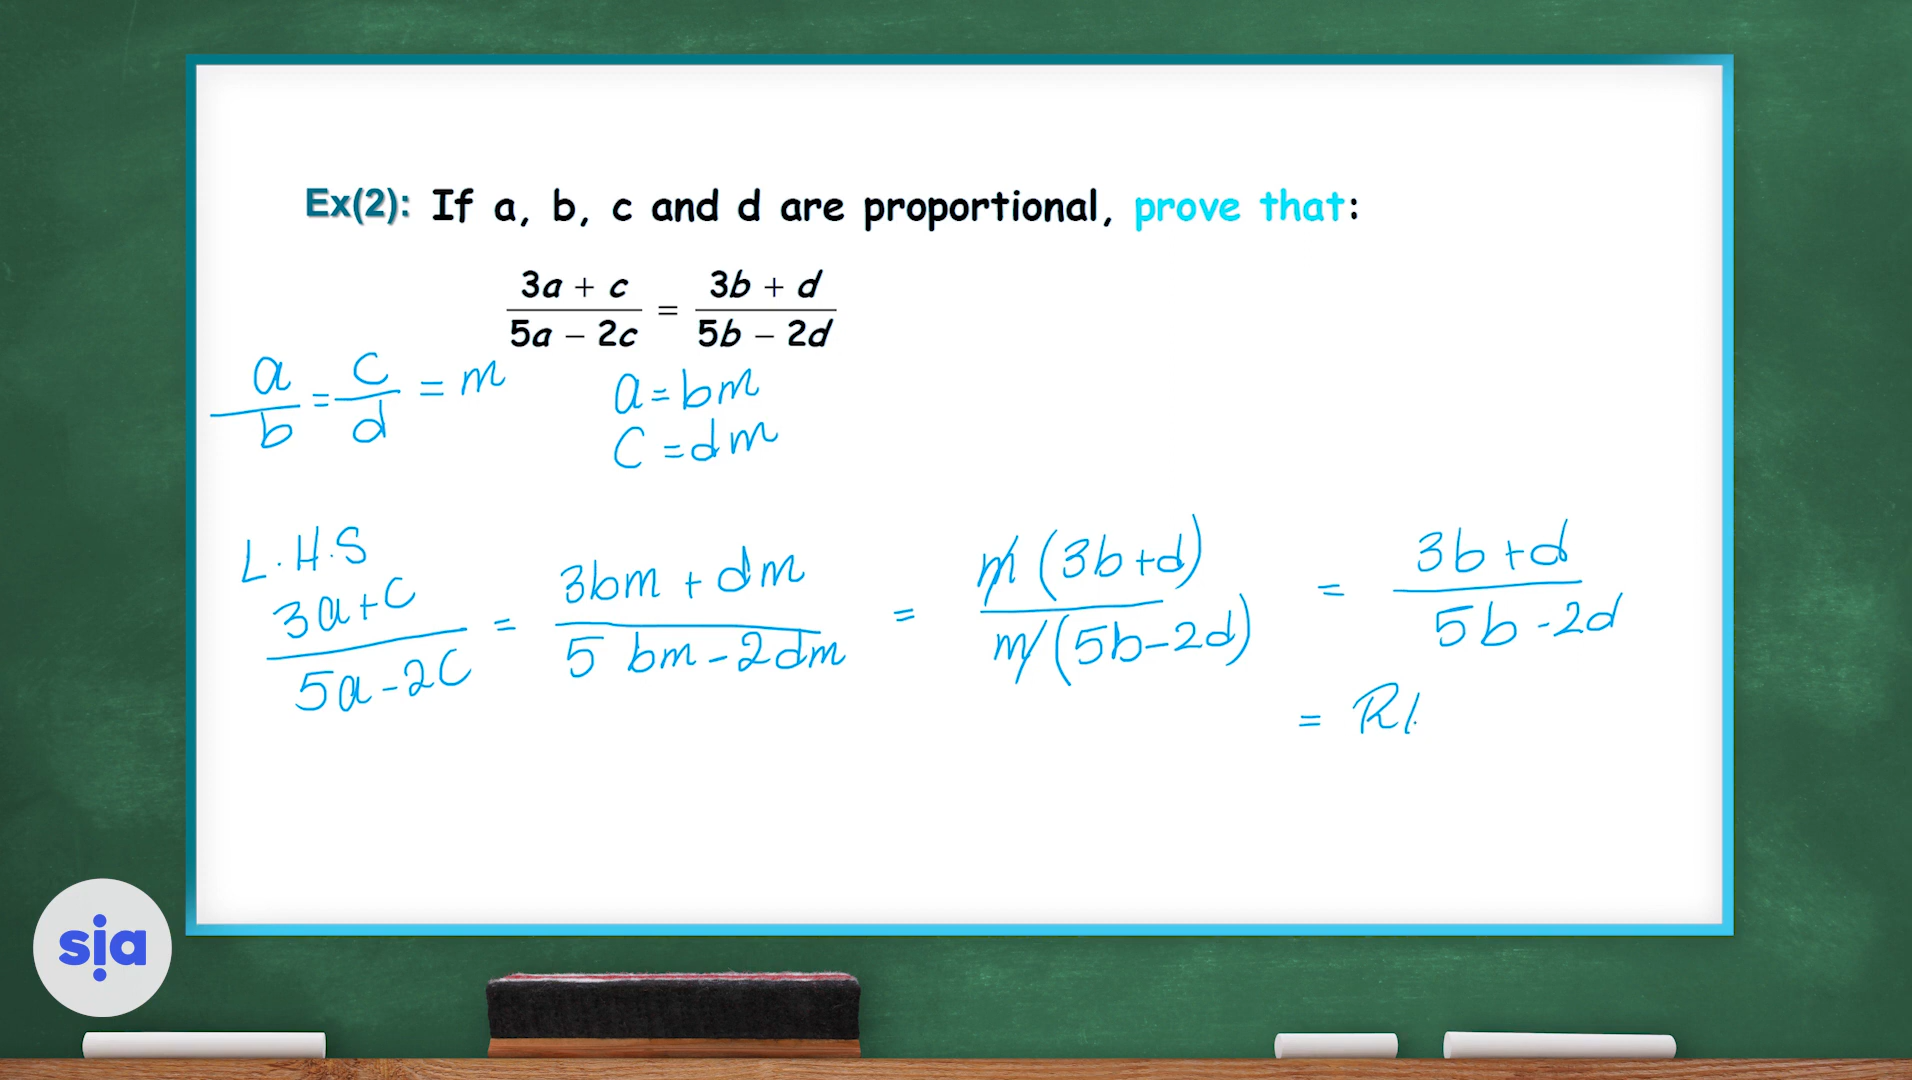 Ex(2): If a, b, c and d are proportional, prove that:
3a + c / 5a − 2c = 3b + d / 5b − 2d
a/b = c/d = m
a = bm
c = dm
L.H.S
3a+c / 5a-2c = 3bm + dm / 5bm - 2dm = m(3b+d) / m(5b-2d) = 3b+d / 5b-2d
= R
sia